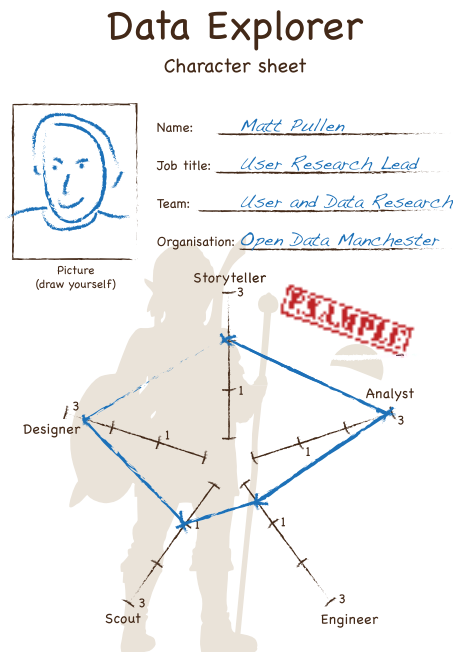 Data Explorer
Character sheet
Name: Matt Pullen
Job title: User Research Lead
Team: User and Data Research
Organisation: Open Data Manchester
Picture
(draw yourself)
Storyteller
3
EXAMPLE
1
Analyst
3
1
Designer
3
1
1
3
Scout
1
3
Engineer